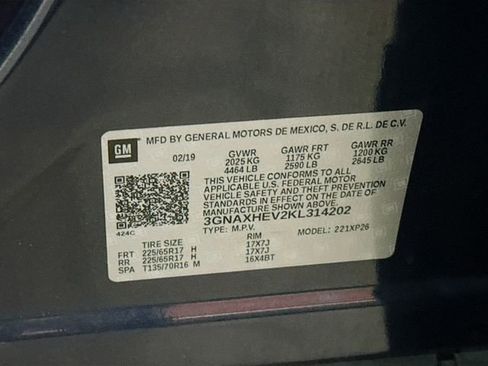 GM
MFD BY GENERAL MOTORS DE MEXICO, S. DE R.L. DE C.V.
02/19 GVWR GAWR FRT GAWR RR
2025 KG 1175 KG 1200 KG
4464 LB 2590 LB 2645 LB
THIS VEHICLE CONFORMS TO ALL
APPLICABLE U.S. FEDERAL MOTOR
VEHICLE SAFETY AND THEFT PREVENTION
STANDARDS IN EFFECT ON THE DATE OF
MANUFACTURE SHOWN ABOVE.
3GNAXHEV2KL314202
424C TYPE: M.P.V. MODEL: 221XP26
TIRE SIZE RIM
FRT 225/65R17 H 17X7J
RR 225/65R17 H 17X7J
SPA T135/70R16 M 16X4BT